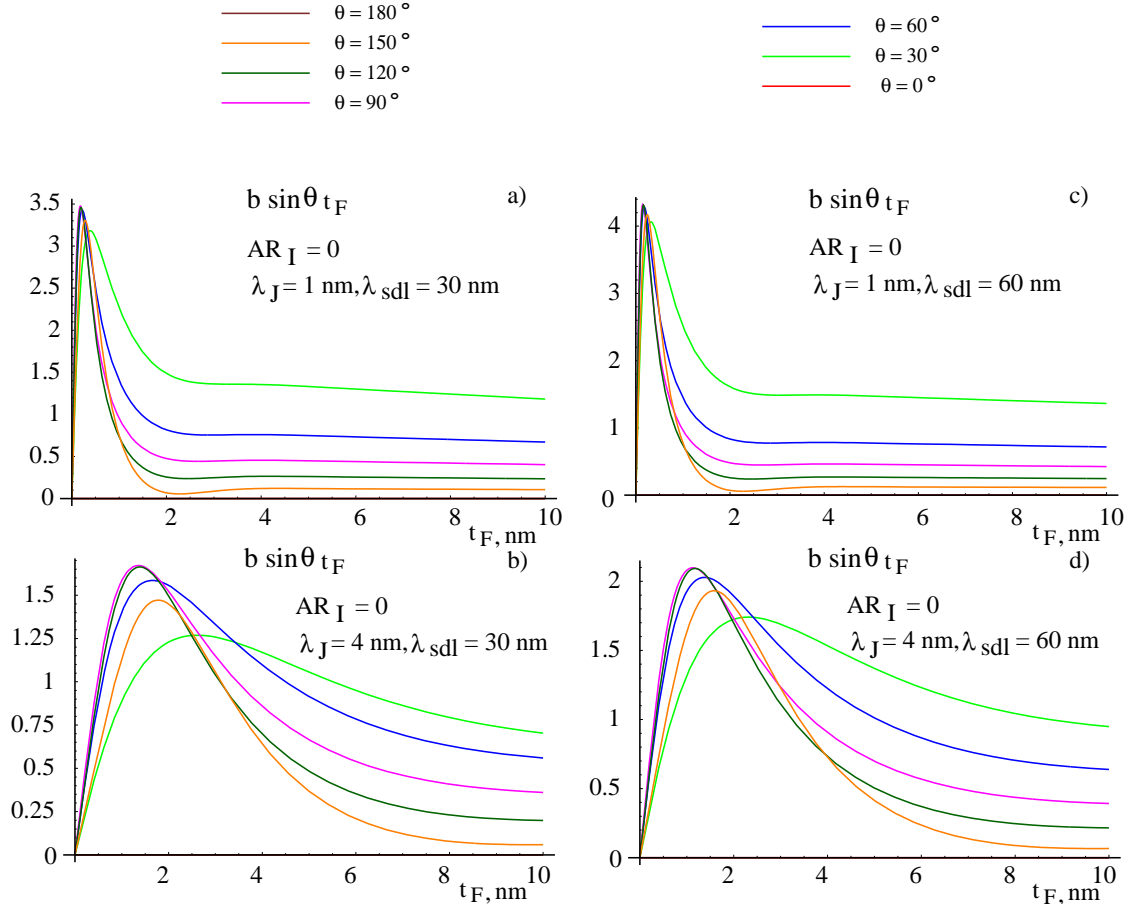 θ = 180°
θ = 150°
θ = 120°
θ = 90°
θ = 60°
θ = 30°
θ = 0°
b sin θ t_F
a)
AR_I = 0
λ_J = 1 nm, λ_sdl = 30 nm
3.5
3
2.5
2
1.5
1
0.5
0
2
4
6
8
10
t_F, nm
b sin θ t_F
c)
AR_I = 0
λ_J = 1 nm, λ_sdl = 60 nm
4
3
2
1
0
2
4
6
8
10
t_F, nm
b sin θ t_F
b)
AR_I = 0
λ_J = 4 nm, λ_sdl = 30 nm
1.5
1.25
1
0.75
0.5
0.25
0
2
4
6
8
10
t_F, nm
b sin θ t_F
d)
AR_I = 0
λ_J = 4 nm, λ_sdl = 60 nm
2
1.5
1
0.5
0
2
4
6
8
10
t_F, nm